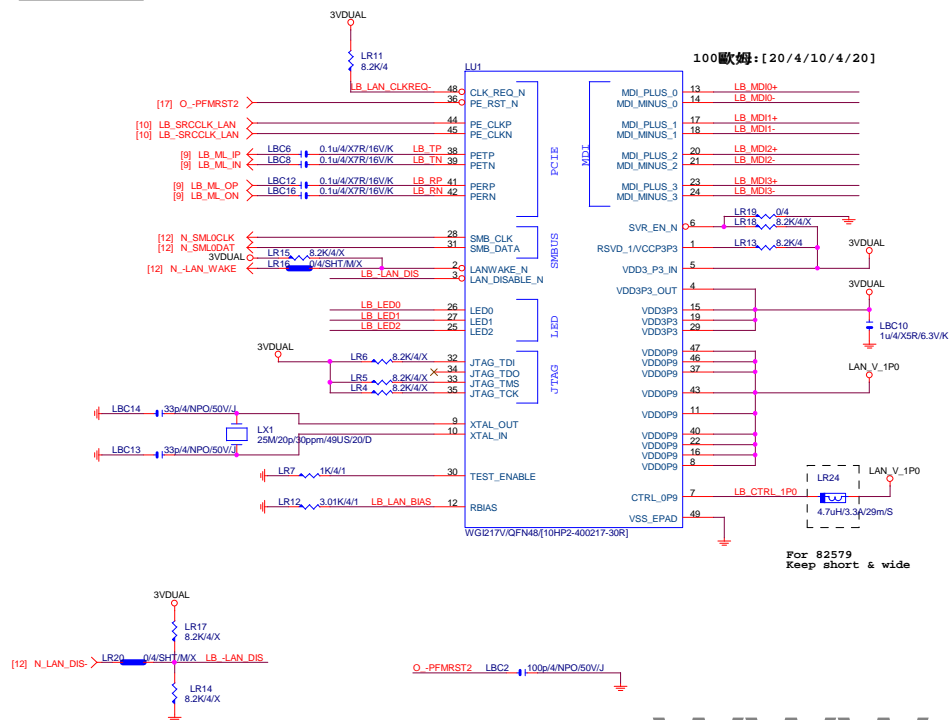 3VDUAL
LR11
8.2K/4
100歐姆:[20/4/10/4/20]
LU1
LB_LAN_CLKREQ-
48
CLK_REQ_N
[17] O_-PFMRST2
36
PE_RST_N
[10] LB_SRCCLK_LAN
44
PE_CLKP
[10] LB_-SRCCLK_LAN
45
PE_CLKN
[9] LB_ML_IP
LBC6
0.1u/4/X7R/16V/K
LB_TP
38
PETP
[9] LB_ML_IN
LBC8
0.1u/4/X7R/16V/K
LB_TN
39
PETN
[9] LB_ML_OP
LBC12
0.1u/4/X7R/16V/K
LB_RP
41
PERP
[9] LB_ML_ON
LBC16
0.1u/4/X7R/16V/K
LB_RN
42
PERN
PCIE
[12] N_SML0CLK
28
SMB_CLK
[12] N_SML0DAT
31
SMB_DATA
SMBUS
3VDUAL
LR15
8.2K/4/X
[12] N_-LAN_WAKE
LR16
0/4/SHT/M/X
2
LANWAKE_N
LB_-LAN_DIS
3
LAN_DISABLE_N
LB_LED0
26
LED0
LB_LED1
27
LED1
LB_LED2
25
LED2
LED
3VDUAL
LR6
8.2K/4/X
32
JTAG_TDI
34
JTAG_TDO
LR5
8.2K/4/X
33
JTAG_TMS
LR4
8.2K/4/X
35
JTAG_TCK
JTAG
LBC14
33p/4/NPO/50V/J
9
XTAL_OUT
LX1
25M/20p/30ppm/49US/20/D
10
XTAL_IN
LBC13
33p/4/NPO/50V/J
LR7
1K/4/1
30
TEST_ENABLE
LR12
3.01K/4/1
LB_LAN_BIAS
12
RBIAS
WGI217V/QFN48/[10HP2-400217-30R]
MDI
MDI_PLUS_0
13
LB_MDI0+
MDI_MINUS_0
14
LB_MDI0-
MDI_PLUS_1
17
LB_MDI1+
MDI_MINUS_1
18
LB_MDI1-
MDI_PLUS_2
20
LB_MDI2+
MDI_MINUS_2
21
LB_MDI2-
MDI_PLUS_3
23
LB_MDI3+
MDI_MINUS_3
24
LB_MDI3-
LR19
0/4
SVR_EN_N
6
LR18
8.2K/4/X
RSVD_1/VCCP3P3
1
LR13
8.2K/4
3VDUAL
VDD3_P3_IN
5
VDD3P3_OUT
4
3VDUAL
VDD3P3
15
VDD3P3
19
VDD3P3
29
LBC10
1u/4/X5R/6.3V/K
VDD0P9
47
VDD0P9
46
VDD0P9
37
LAN_V_1P0
VDD0P9
43
VDD0P9
11
VDD0P9
40
VDD0P9
22
VDD0P9
16
VDD0P9
8
CTRL_0P9
7
LB_CTRL_1P0
LR24
4.7uH/3.3A/29m/S
LAN_V_1P0
VSS_EPAD
49
For 82579
Keep short & wide
3VDUAL
LR17
8.2K/4/X
[12] N_LAN_DIS-
LR20
0/4/SHT/M/X
LB_-LAN_DIS
LR14
8.2K/4/X
O_-PFMRST2
LBC2
100p/4/NPO/50V/J